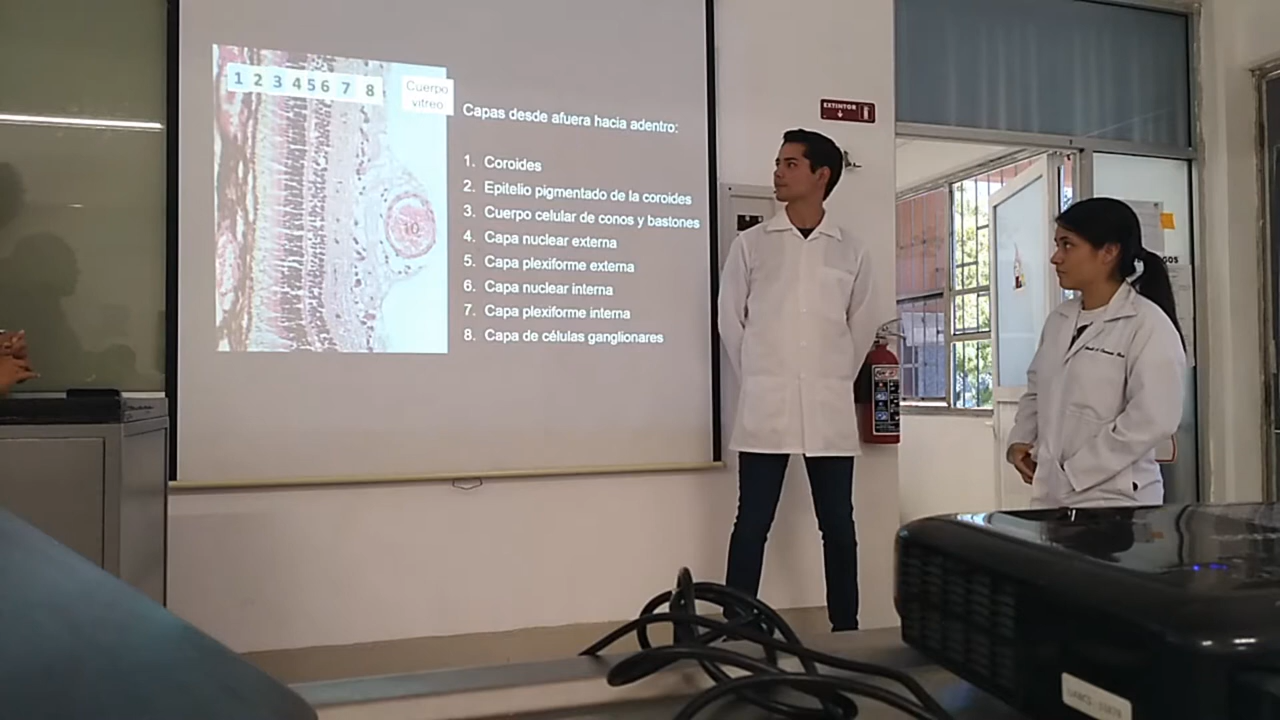 1 2 3 4 5 6 7 8
Cuerpo
vitreo
10
Capas desde afuera hacia adentro:
1. Coroides
2. Epitelio pigmentado de la coroides
3. Cuerpo celular de conos y bastones
4. Capa nuclear externa
5. Capa plexiforme externa
6. Capa nuclear interna
7. Capa plexiforme interna
8. Capa de células ganglionares
EXTINTOR